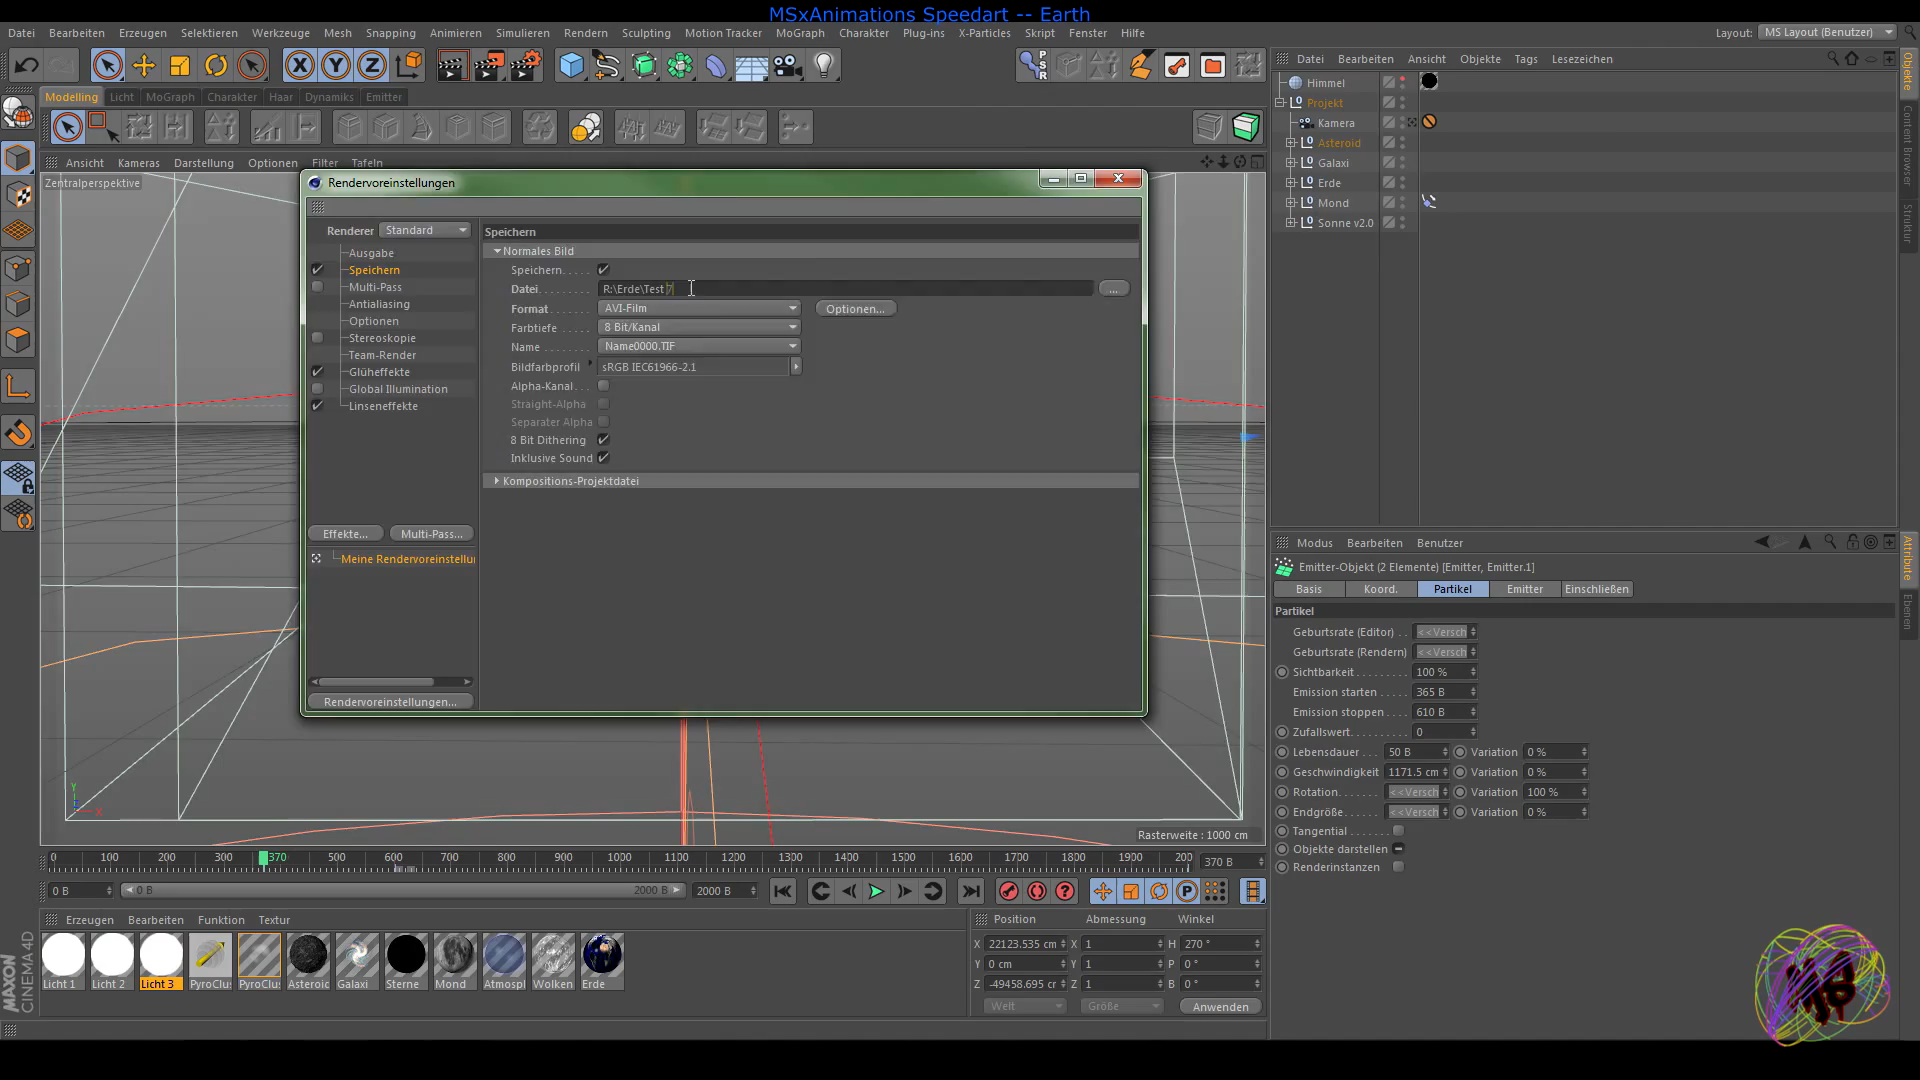 MSxAnimations Speedart -- Earth
Datei Bearbeiten Erzeugen Selektieren Werkzeuge Mesh Snapping Animieren Simulieren Rendern Sculpting Motion Tracker MoGraph Charakter Plug-ins X-Particles Skript Fenster Hilfe
Layout: MS Layout (Benutzer)
X Y Z
P S R
Datei Bearbeiten Ansicht Objekte Tags Lesezeichen
Modelling Licht MoGraph Charakter Haar Dynamics Emitter
Himmel
Projekt
Kamera
Asteroid
Galaxi
Erde
Mond
Sonne v2.0
Objekte
Content Browser
Struktur
Ansicht Kameras Darstellung Optionen Filter Tafeln
Zentralperspektive
Rendervoreinstellungen
Renderer Standard
Ausgabe
Speichern
Multi-Pass
Antialiasing
Optionen
Stereoskopie
Team-Render
Glüheffekte
Global Illumination
Linseneffekte
Effekte... Multi-Pass...
Meine Rendervoreinstellu
Rendervoreinstellungen...
Speichern
Normales Bild
Speichern
Datei R:\Erde\Test 7 ...
Format AVI-Film Optionen...
Farbtiefe 8 Bit/Kanal
Name Name0000.TIF
Bildfarbprofil sRGB IEC61966-2.1
Alpha-Kanal
Straight-Alpha
Separater Alpha
8 Bit Dithering
Inklusive Sound
Kompositions-Projektdatei
Y
Z X
Rasterweite : 1000 cm
Modus Bearbeiten Benutzer
Emitter-Objekt (2 Elemente) [Emitter, Emitter.1]
Basis Koord. Partikel Emitter Einschließen
Partikel
Geburtsrate (Editor) <<Versch
Geburtsrate (Rendern) <<Versch
Sichtbarkeit 100 %
Emission starten 365 B
Emission stoppen 610 B
Zufallswert 0
Lebensdauer 50 B Variation 0 %
Geschwindigkeit 1171.5 cm Variation 0 %
Rotation <<Versch Variation 100 %
Endgröße <<Versch Variation 0 %
Tangential
Objekte darstellen
Renderinstanzen
Attribute
Ebenen
0 100 200 300 370 500 600 700 800 900 1000 1100 1200 1300 1400 1500 1600 1700 1800 1900 200 370 B
0 B 0 B 2000 B 2000 B
Erzeugen Bearbeiten Funktion Textur
Licht 1 Licht 2 Licht 3 PyroClus PyroClus Asteroic Galaxi Sterne Mond Atmospl Wolken Erde
Position Abmessung Winkel
X 22123.535 cm X 1 H 270 °
Y 0 cm Y 1 P 0 °
Z -49458.695 cr Z 1 B 0 °
Welt Größe Anwenden
MAXON
CINEMA 4D